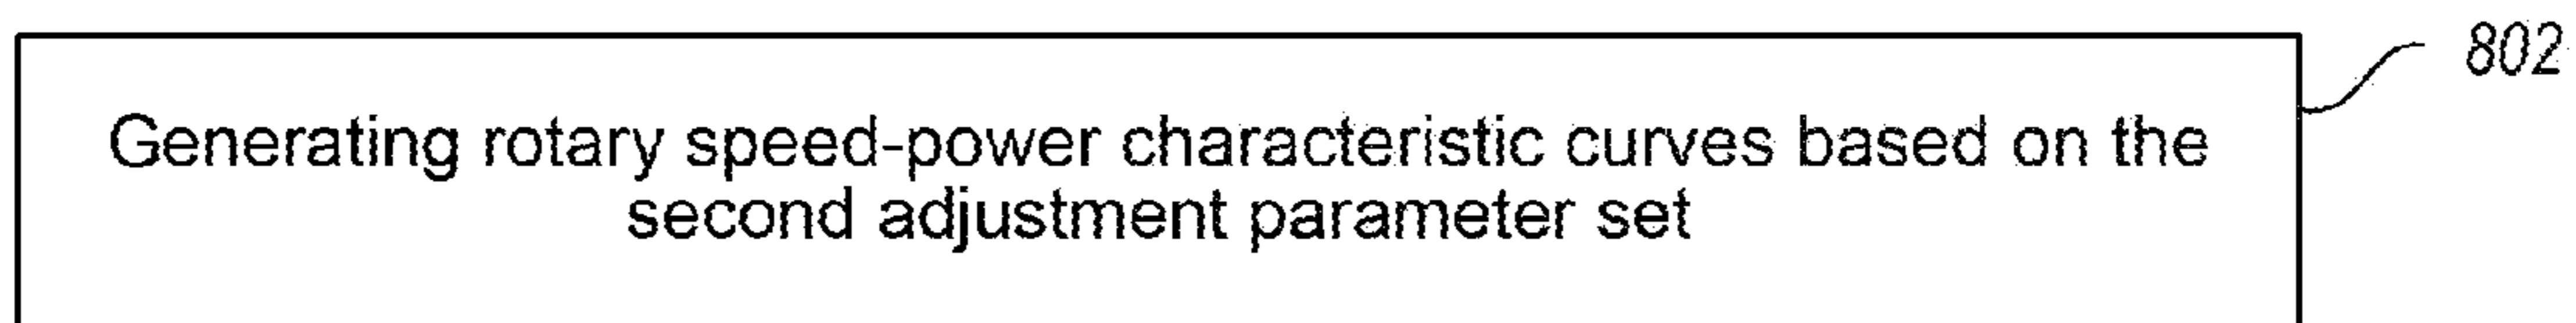 802
Generating rotary speed-power characteristic curves based on the
second adjustment parameter set